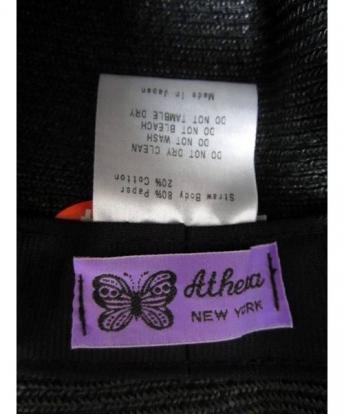 Straw Body 80% Paper
20% Cotton
DO NOT DRY CLEAN
DO NOT WASH
DO NOT BLEACH
DO NOT TAMBLE DRY
Made In Japan
Athena
NEW YORK